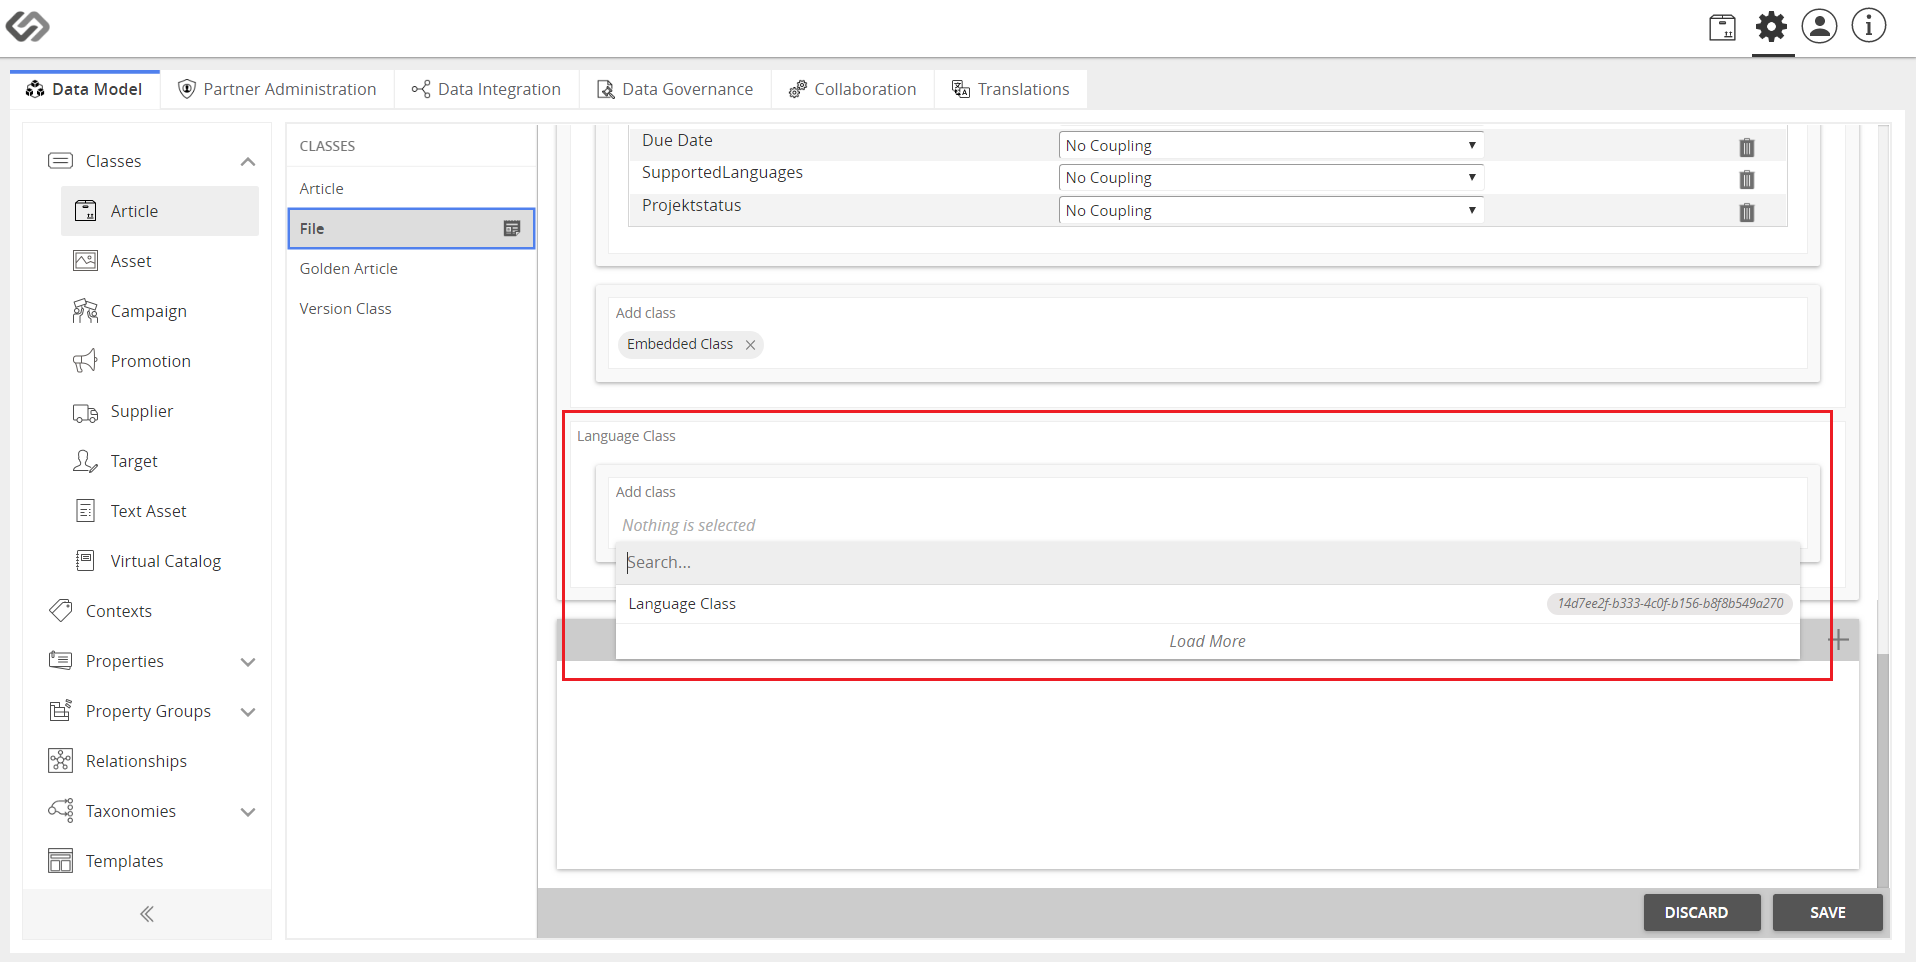 Data Model
Partner Administration
Data Integration
Data Governance
Collaboration
Translations
Classes
Article
Asset
Campaign
Promotion
Supplier
Target
Text Asset
Virtual Catalog
Contexts
Properties
Property Groups
Relationships
Taxonomies
Templates
CLASSES
Article
File
Golden Article
Version Class
Due Date No Coupling
SupportedLanguages No Coupling
Projektstatus No Coupling
Add class
Embedded Class
Language Class
Add class
Nothing is selected
Search...
Language Class 14d7ee2f-b333-4c0f-b156-b8f8b549a270
Load More
DISCARD SAVE